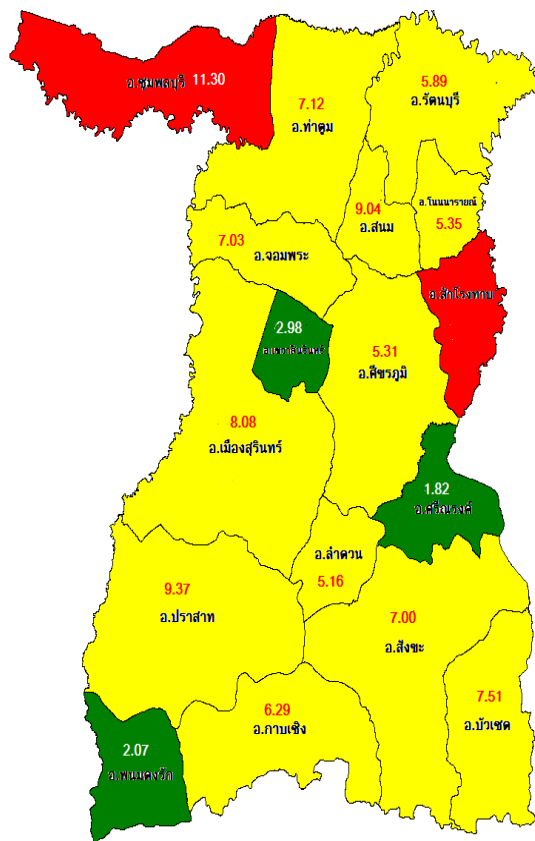 อ.ชุมพลบุรี 11.30
7.12
อ.ท่าตูม
5.89
อ.รัตนบุรี
9.04
อ.สนม
อ.โนนนารายณ์
5.35
7.03
อ.จอมพระ
อ.สำโรงทาบ
2.98
5.31
อ.ศีขรภูมิ
8.08
อ.เมืองสุรินทร์
1.82
อ.ศรีณรงค์
อ.ลำดวน
5.16
9.37
อ.ปราสาท
7.00
อ.สังขะ
7.51
อ.บัวเชด
6.29
อ.กาบเชิง
2.07
อ.พนมดงรัก